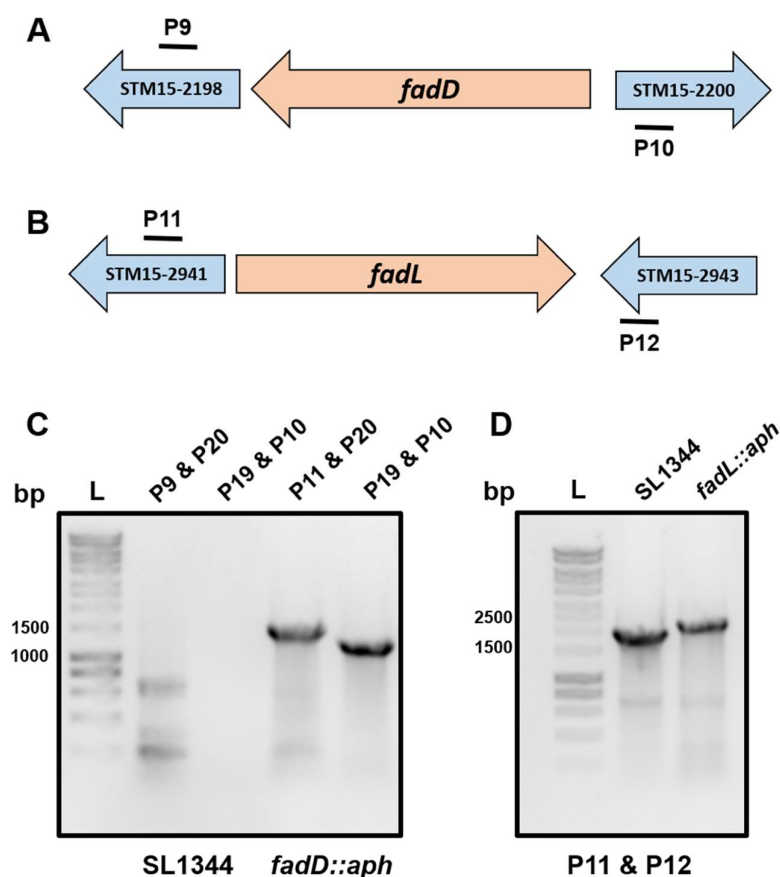 A
P9
STM15-2198
fadD
STM15-2200
P10
B
P11
STM15-2941
fadL
STM15-2943
P12
C
bp
L
P9 & P20
P19 & P10
P11 & P20
P19 & P10
1500
1000
SL1344
fadD::aph
D
bp
L
SL1344
fadL::aph
2500
1500
P11 & P12